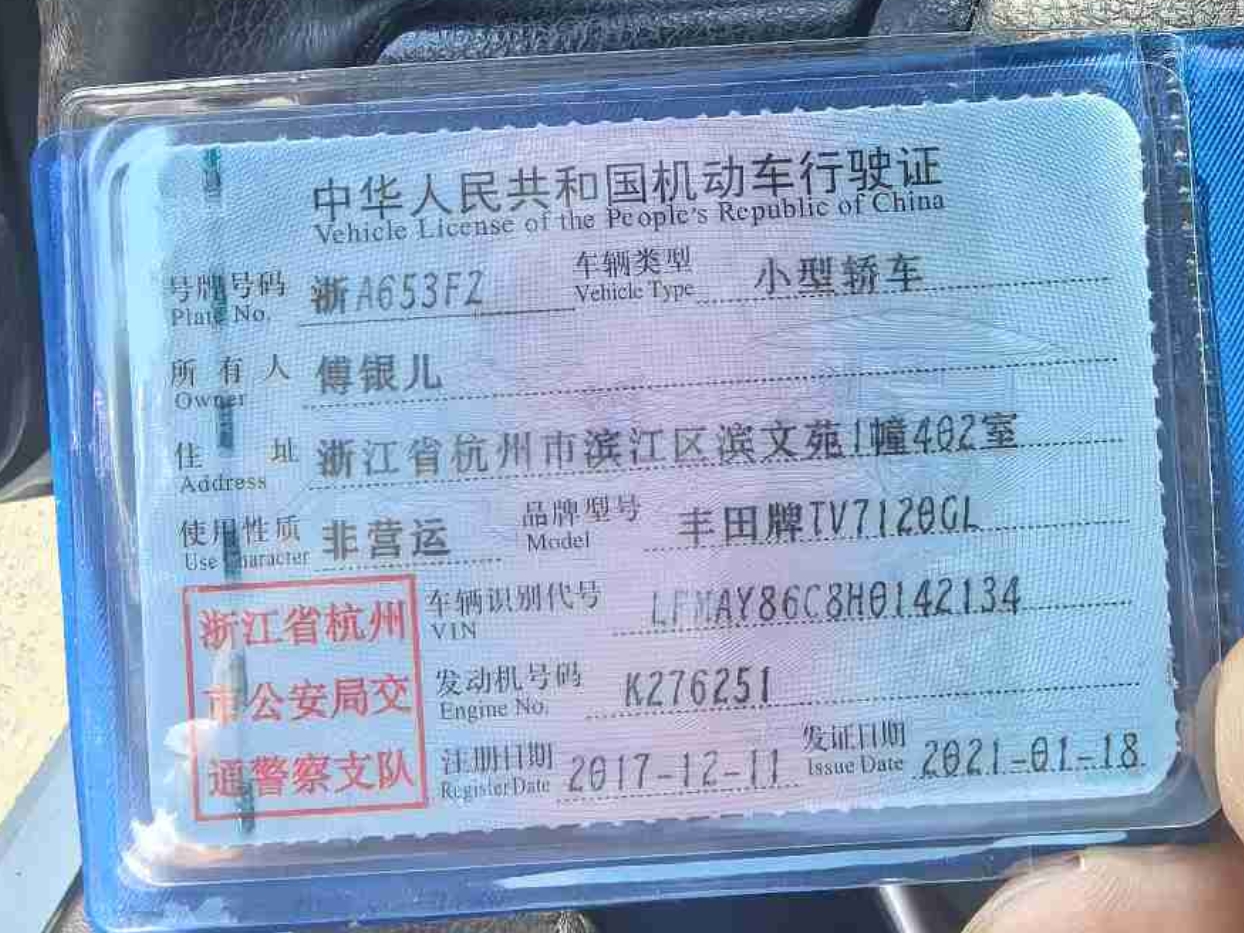 中华人民共和国机动车行驶证
Vehicle License of the People's Republic of China
号牌号码 浙A653FZ 车辆类型 小型轿车
Plate No. Vehicle Type
所有人 傅银儿
Owner
住址 浙江省杭州市滨江区滨文苑1幢402室
Address
使用性质 非营运 品牌型号 丰田牌TV7120GL
Use Character Model
浙江省杭州
市公安局交
通警察支队
车辆识别代号 LFMAY86C8H0142134
VIN
发动机号码 K276251
Engine No.
注册日期 2017-12-11 发证日期 2021-01-18
Register Date Issue Date